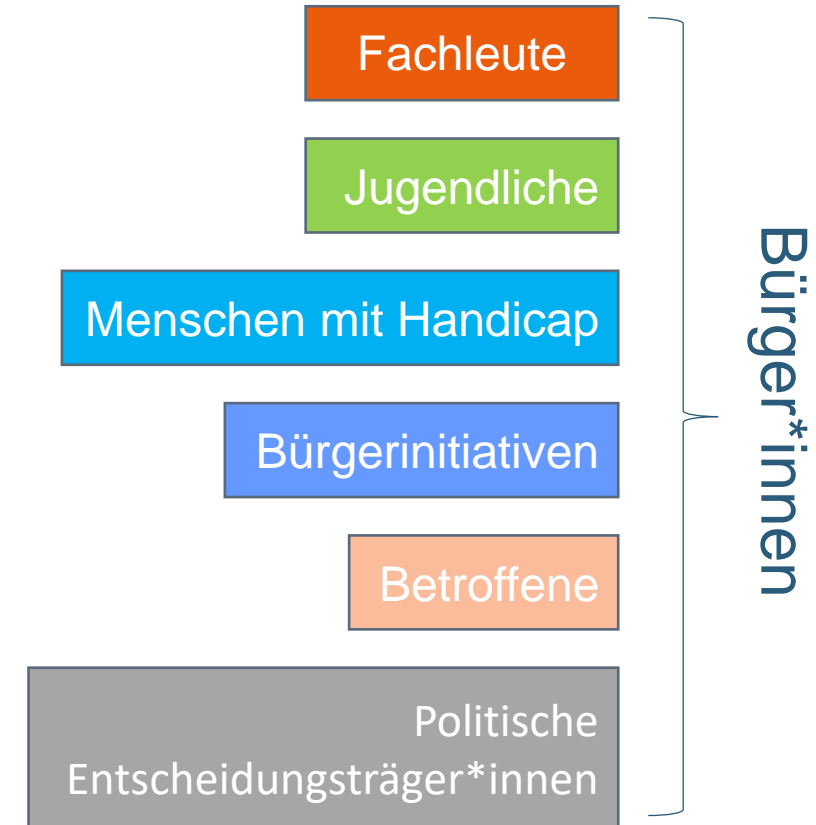 Fachleute
Jugendliche
Menschen mit Handicap
Bürgerinitiativen
Betroffene
Politische
Entscheidungsträger*innen
Bürger*innen